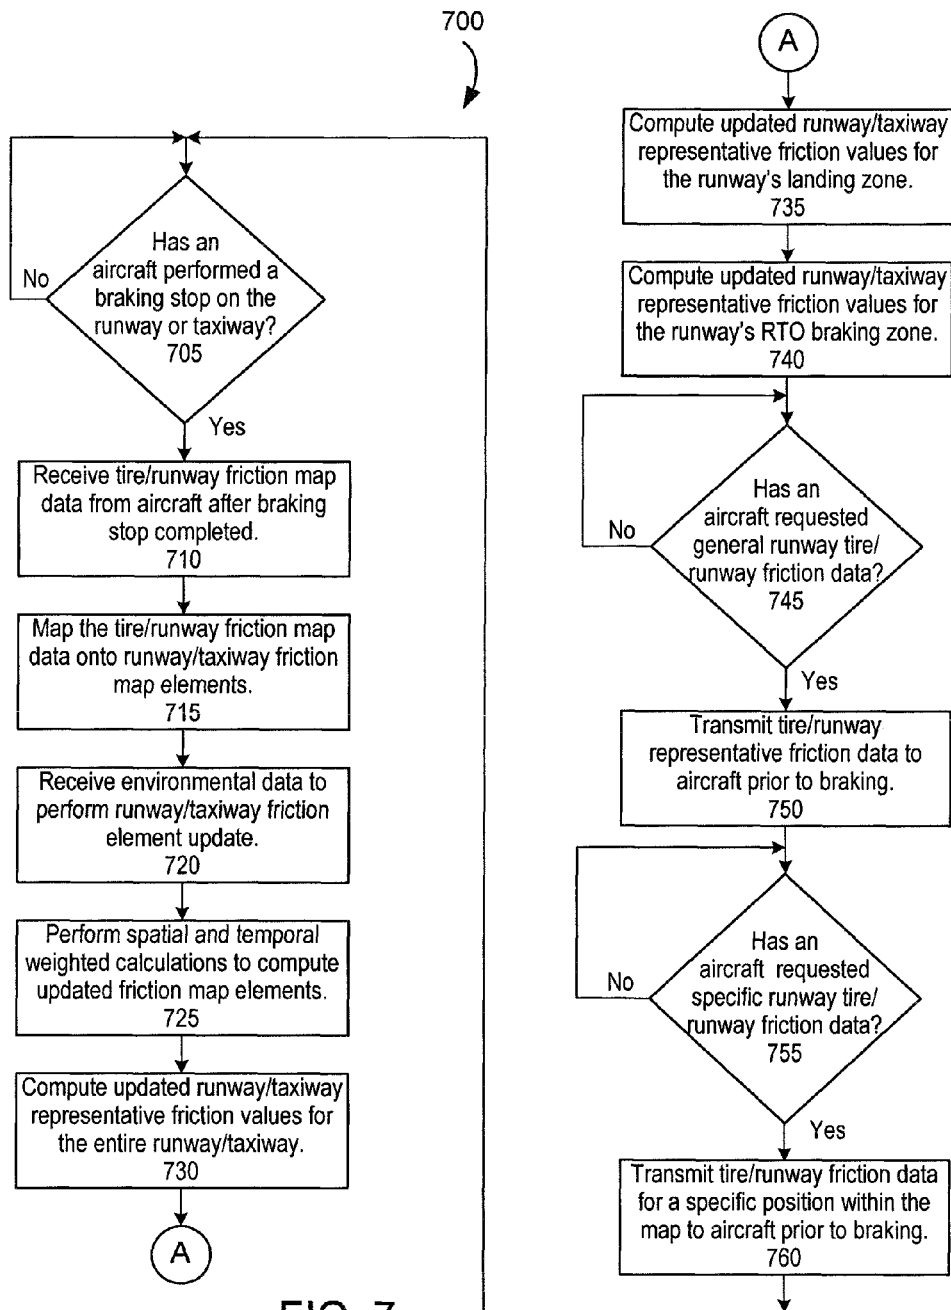 700
Has an
aircraft performed a
braking stop on the
runway or taxiway?
705
No
Yes
Receive tire/runway friction map
data from aircraft after braking
stop completed.
710
Map the tire/runway friction map
data onto runway/taxiway friction
map elements.
715
Receive environmental data to
perform runway/taxiway friction
element update.
720
Perform spatial and temporal
weighted calculations to compute
updated friction map elements.
725
Compute updated runway/taxiway
representative friction values for
the entire runway/taxiway.
730
A
A
Compute updated runway/taxiway
representative friction values for
the runway's landing zone.
735
Compute updated runway/taxiway
representative friction values for
the runway's RTO braking zone.
740
Has an
aircraft requested
general runway tire/
runway friction data?
745
No
Yes
Transmit tire/runway
representative friction data to
aircraft prior to braking.
750
Has an
aircraft requested
specific runway tire/
runway friction data?
755
No
Yes
Transmit tire/runway friction data
for a specific position within the
map to aircraft prior to braking.
760
FIG. 7